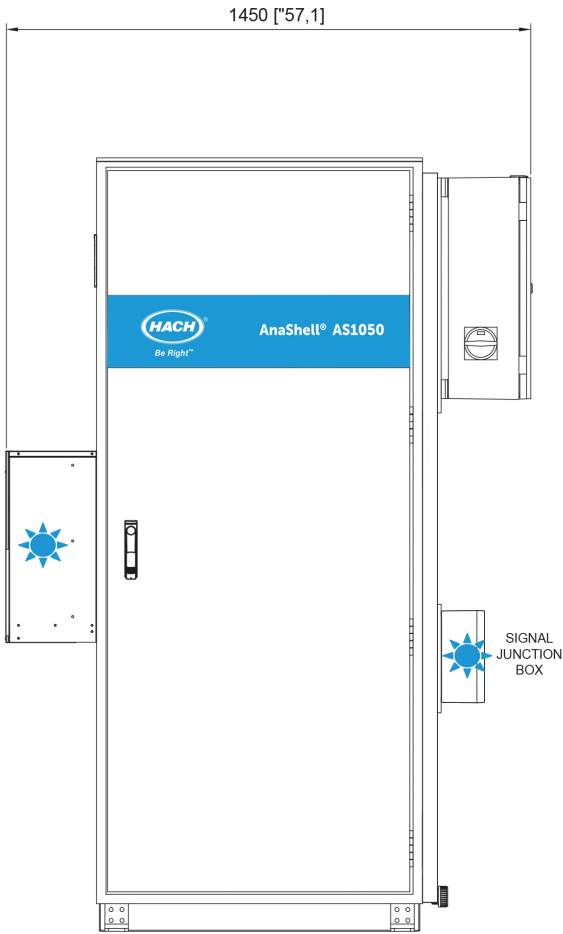 1450 ["57,1]
HACH®
Be Right™
AnaShell® AS1050
SIGNAL
JUNCTION
BOX